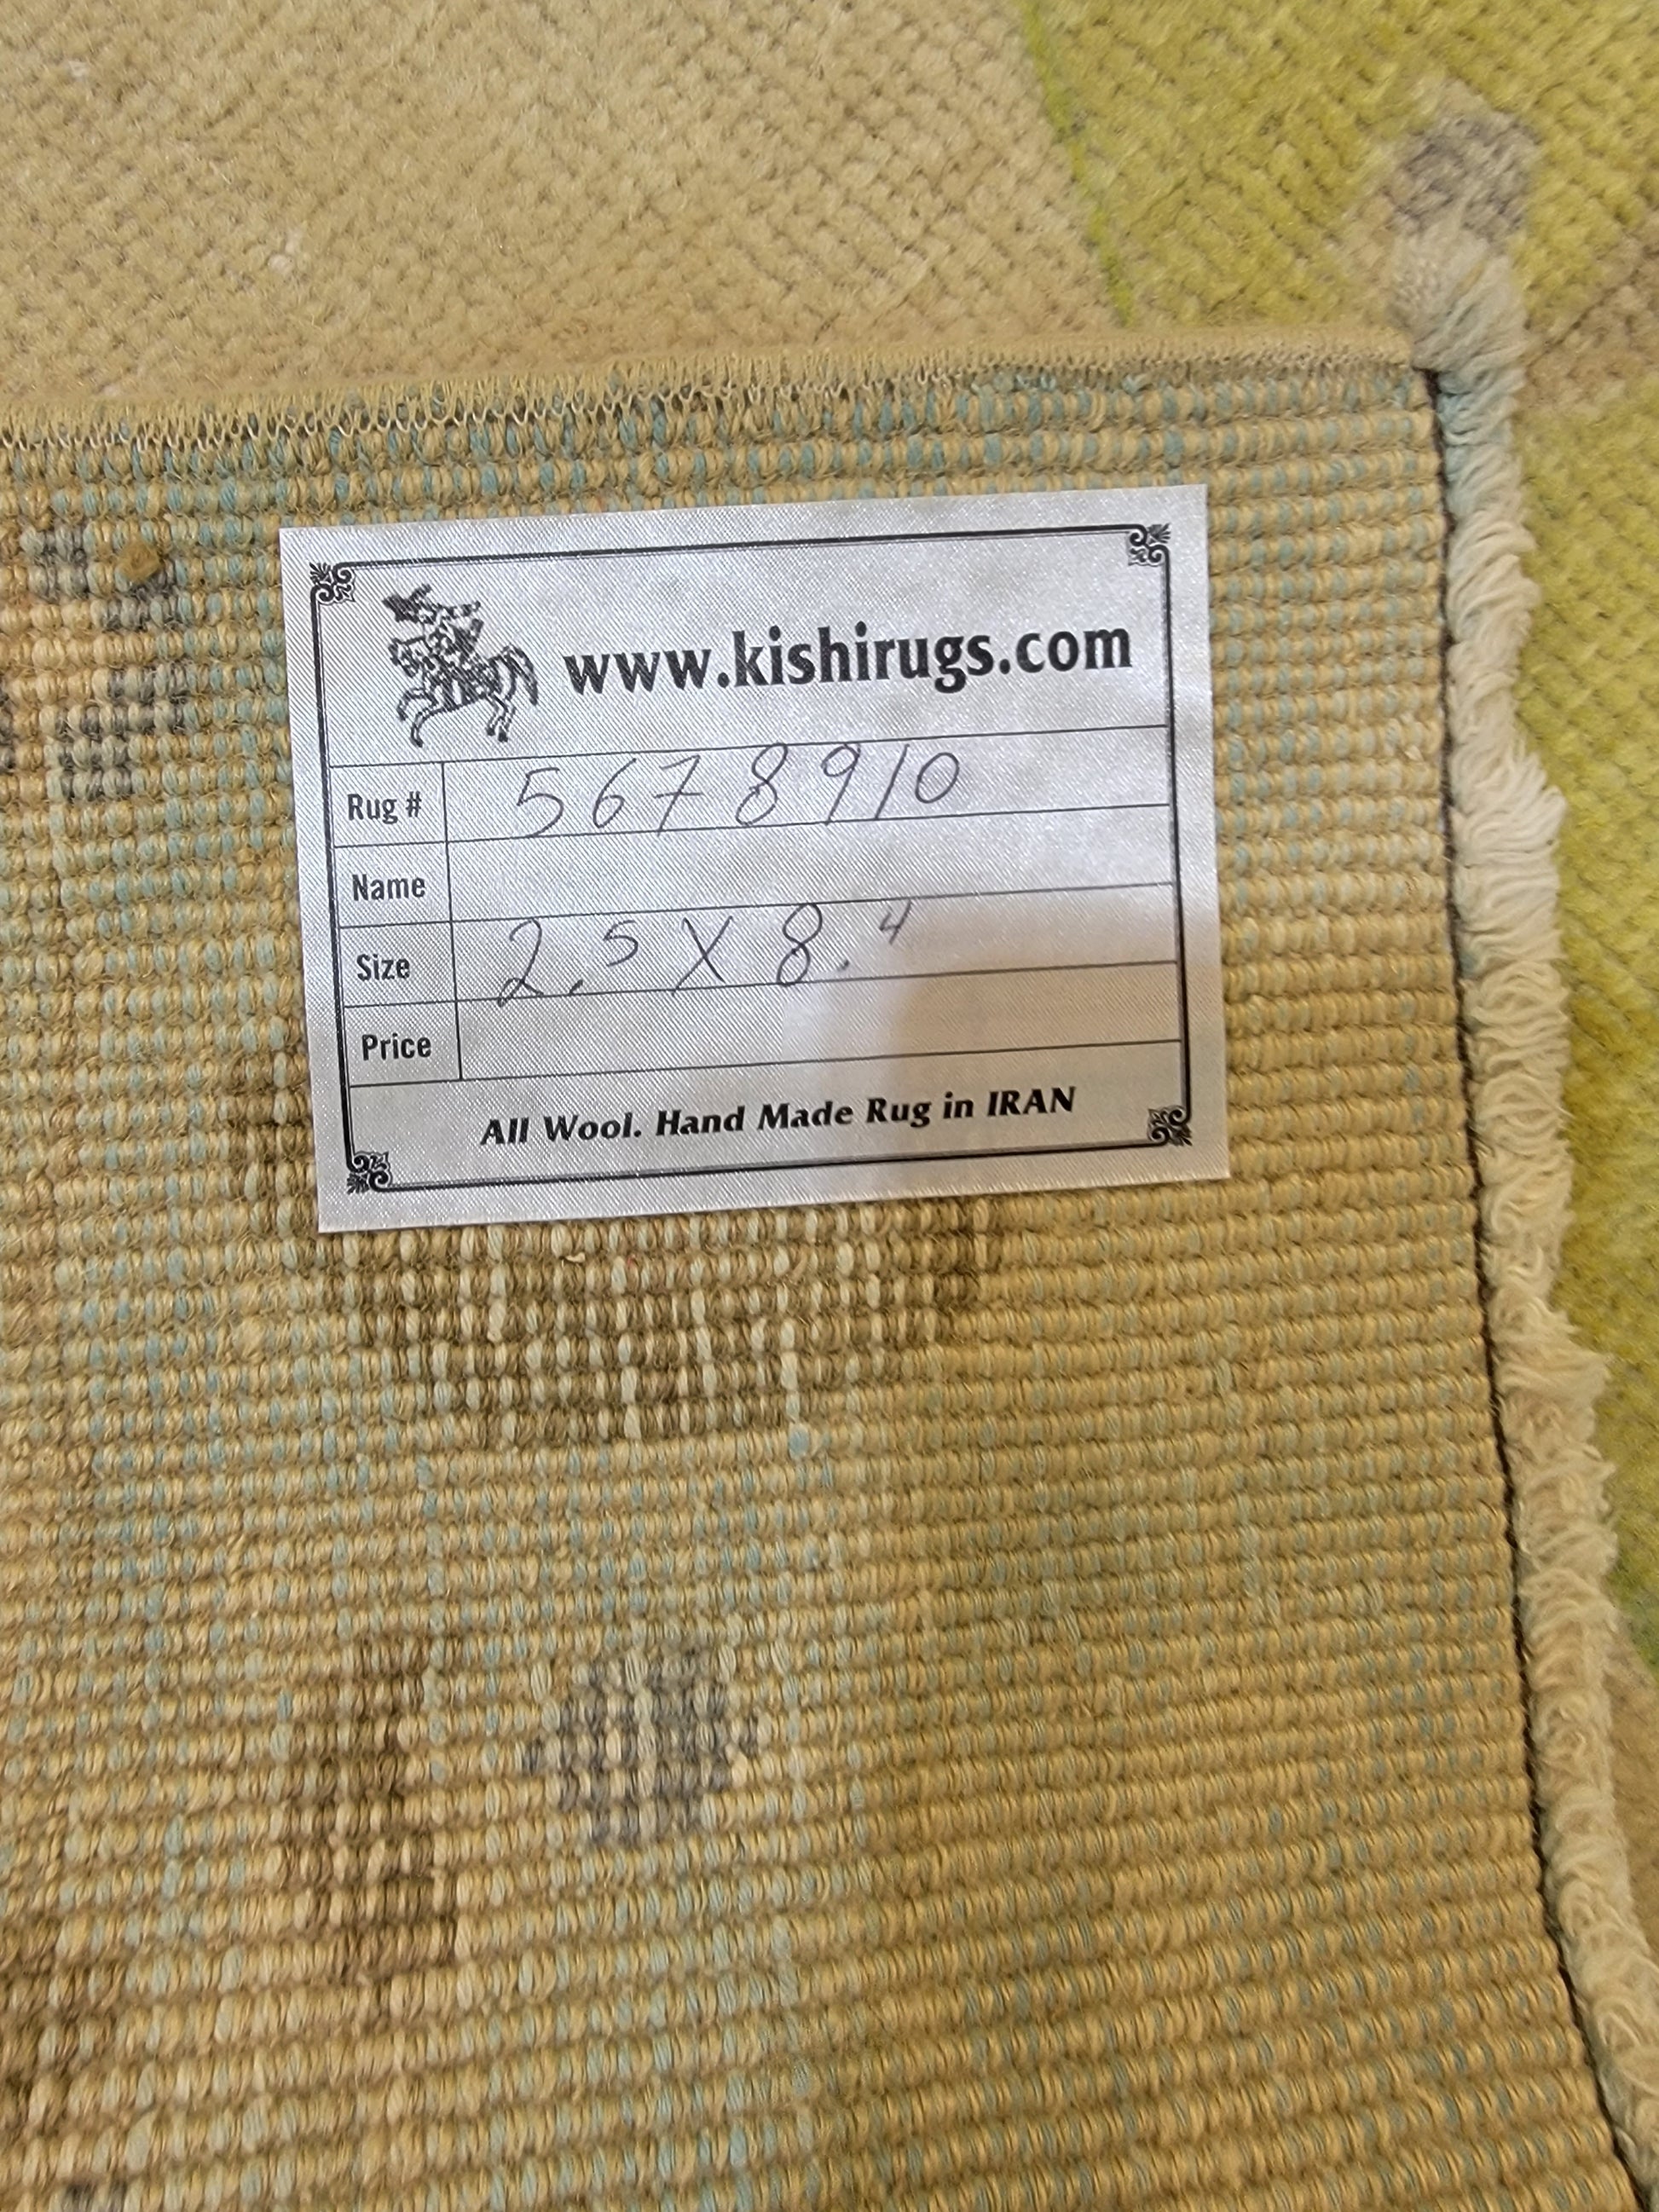 www.kishirugs.com
Rug # 5678910
Name
Size 2.5 X 8.4
Price
All Wool. Hand Made Rug in IRAN